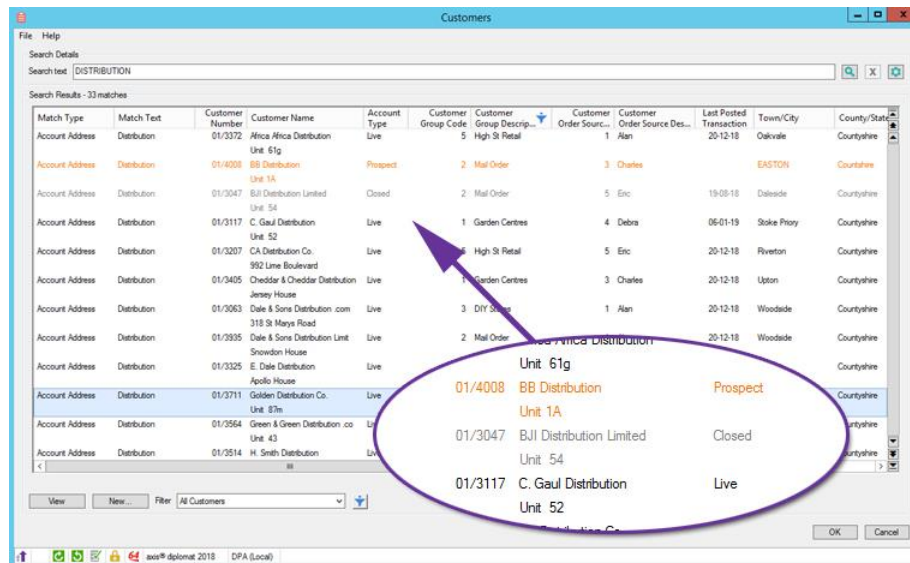 Customers
File Help
Search Details
Search text DISTRIBUTION
Search Results - 33 matches
Match Type Match Text Customer Number Customer Name Account Type Customer Group Code Customer Group Descrip... Customer Order Sourc... Customer Order Source Des... Last Posted Transaction Town/City County/State
Account Address Distribution 01/3372 Africa Africa Distribution Live 5 High St Retail 1 Alan 20-12-18 Oakvale Countyshire
Unit 61g
Account Address Distribution 01/4008 BB Distribution Prospect 2 Mail Order 3 Charles EASTON Countshire
Unit 1A
Account Address Distribution 01/3047 BJI Distribution Limited Closed 2 Mail Order 5 Eric 19-08-18 Daleside Countyshire
Unit 54
Account Address Distribution 01/3117 C. Gaul Distribution Live 1 Garden Centres 4 Debra 06-01-19 Stoke Priory Countyshire
Unit 52
Account Address Distribution 01/3207 CA Distribution Co. Live High St Retail 5 Eric 20-12-18 Riverton Countyshire
992 Lime Boulevard
Account Address Distribution 01/3405 Cheddar & Cheddar Distribution Live 1 Garden Centres 3 Charles 20-12-18 Upton Countyshire
Jersey House
Account Address Distribution 01/3063 Dale & Sons Distribution .com Live 3 DIY 1 Alan 20-12-18 Woodside Countyshire
318 St Marys Road
Account Address Distribution 01/3935 Dale & Sons Distribution Limit Live 2 Mail Order 20-12-18 Woodside Countyshire
Snowdon House
Account Address Distribution 01/3325 E. Dale Distribution Live
Apollo House
Account Address Distribution 01/3711 Golden Distribution Co. Live Countyshire
Unit 87m
Account Address Distribution 01/3564 Green & Green Distribution .co
Unit 43
Account Address Distribution 01/3514 H. Smith Distribution
Africa Distribution
Unit 61g
01/4008 BB Distribution Prospect
Unit 1A
01/3047 BJI Distribution Limited Closed
Unit 54
01/3117 C. Gaul Distribution Live
Unit 52
View New... Filter All Customers
OK Cancel
axis® diplomat 2018 DPA (Local)